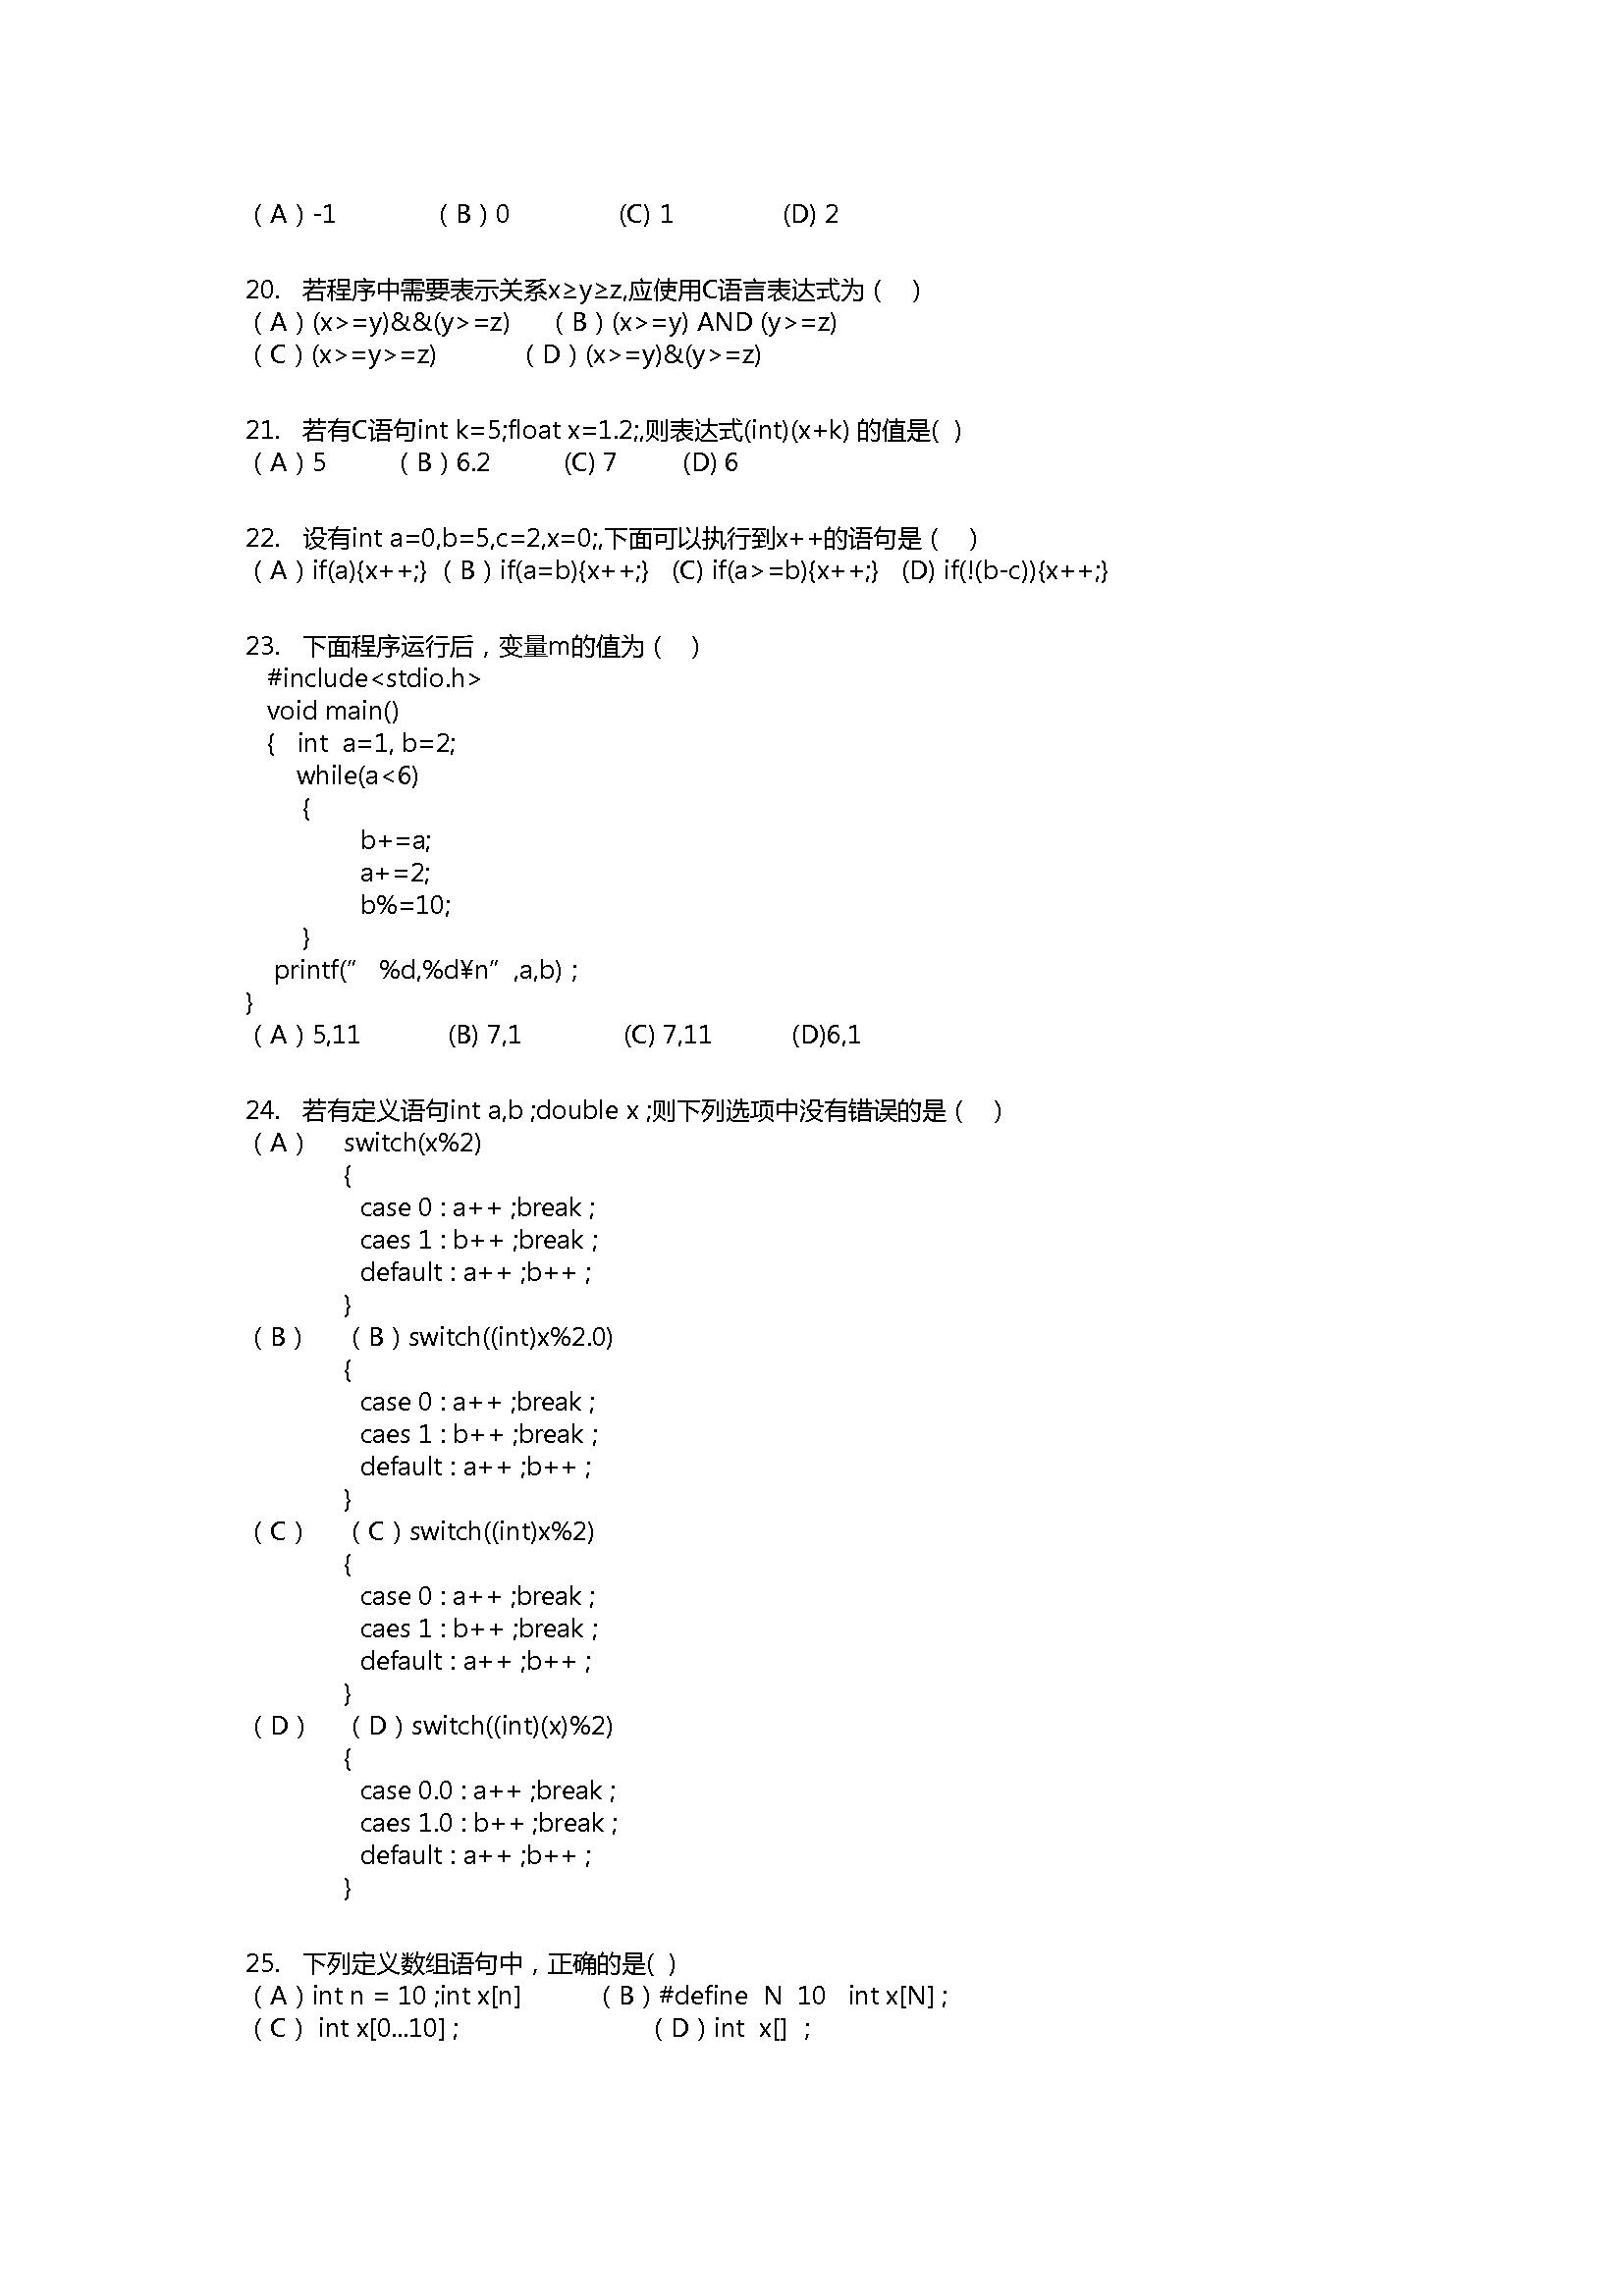 （A）-1 （B）0 (C) 1 (D) 2
20. 若程序中需要表示关系x≥y≥z,应使用C语言表达式为（ ）
（A）(x>=y)&&(y>=z) （B）(x>=y) AND (y>=z)
（C）(x>=y>=z) （D）(x>=y)&(y>=z)
21. 若有C语句int k=5;float x=1.2;,则表达式(int)(x+k) 的值是( )
（A）5 （B）6.2 (C) 7 (D) 6
22. 设有int a=0,b=5,c=2,x=0;,下面可以执行到x++的语句是（ ）
（A）if(a){x++;} （B）if(a=b){x++;} (C) if(a>=b){x++;} (D) if(!(b-c)){x++;}
23. 下面程序运行后，变量m的值为（ ）
#include<stdio.h>
void main()
{ int a=1, b=2;
while(a<6)
{
b+=a;
a+=2;
b%=10;
}
printf(” %d,%d¥n”,a,b) ;
}
（A）5,11 (B) 7,1 (C) 7,11 (D)6,1
24. 若有定义语句int a,b ;double x ;则下列选项中没有错误的是（ ）
（A） switch(x%2)
{
case 0 : a++ ;break ;
caes 1 : b++ ;break ;
default : a++ ;b++ ;
}
（B） （B）switch((int)x%2.0)
{
case 0 : a++ ;break ;
caes 1 : b++ ;break ;
default : a++ ;b++ ;
}
（C） （C）switch((int)x%2)
{
case 0 : a++ ;break ;
caes 1 : b++ ;break ;
default : a++ ;b++ ;
}
（D） （D）switch((int)(x)%2)
{
case 0.0 : a++ ;break ;
caes 1.0 : b++ ;break ;
default : a++ ;b++ ;
}
25. 下列定义数组语句中，正确的是( )
（A）int n = 10 ;int x[n] （B）#define N 10 int x[N] ;
（C） int x[0...10] ; （D）int x[] ;